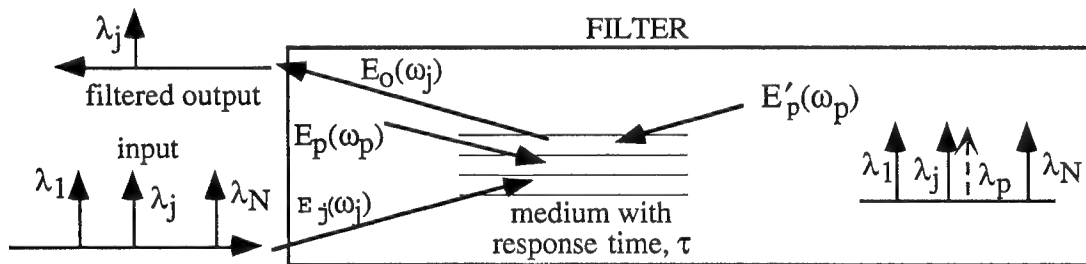 FILTER
λj
filtered output
Eo(ωj)
E′p(ωp)
Ep(ωp)
input
λ1
λj
λN
Ej(ωj)
medium with
response time, τ
λ1
λj
λp
λN